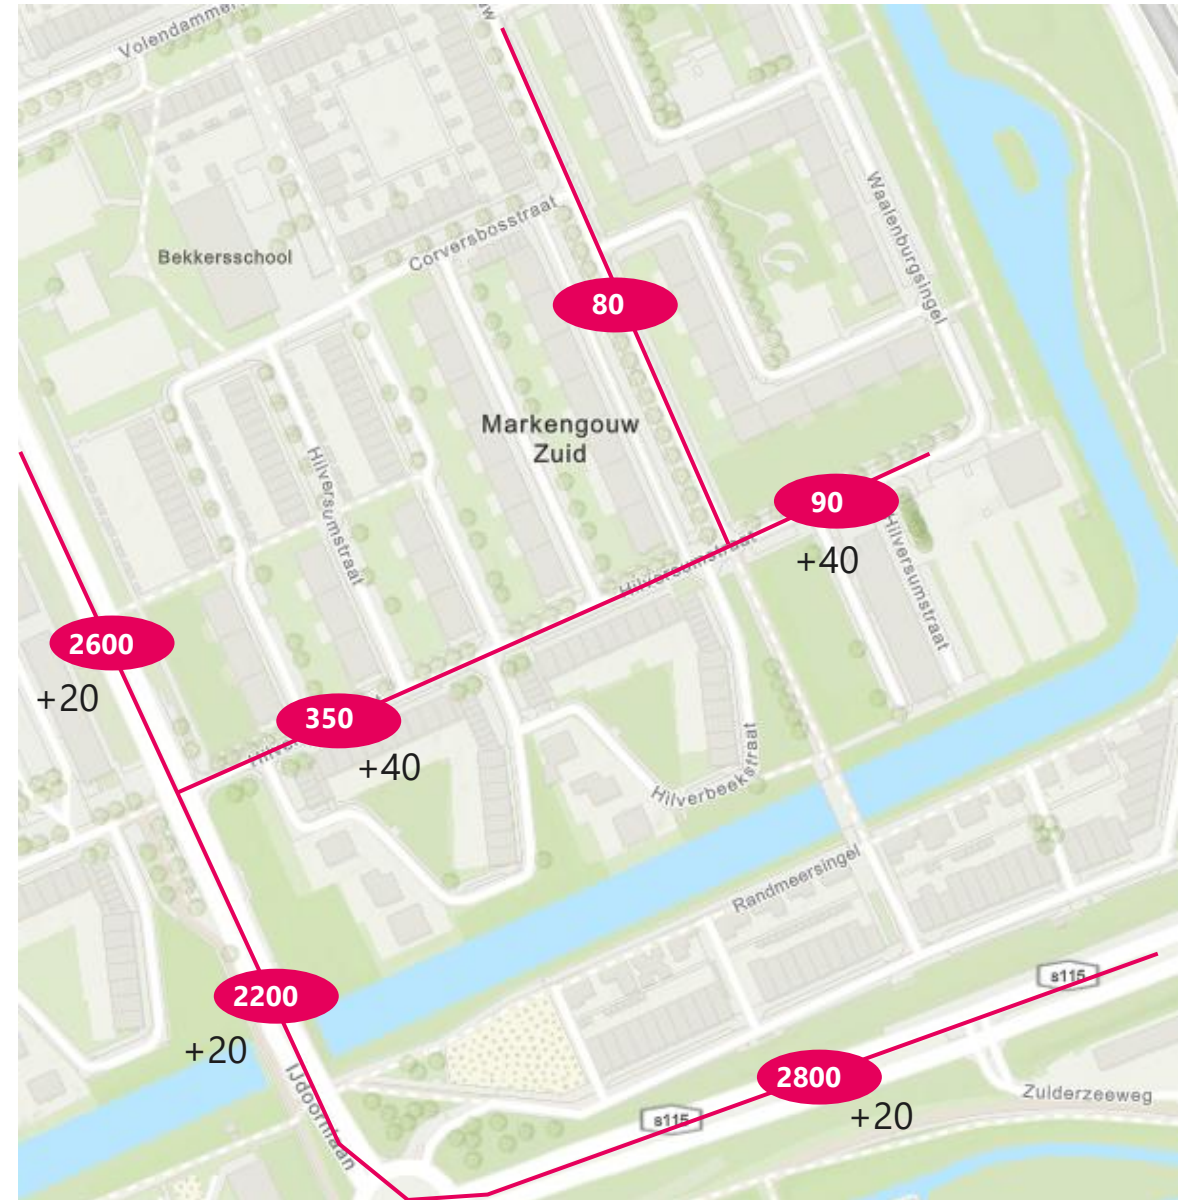 Volendammer
uw
Waalenburgsingel
Corversbosstraat
Bekkersschool
80
Markengouw
Zuid
Hilversumstraat
90
+40
Hilversumstraat
Hilversumstraat
2600
+20
350
+40
Hilverbeekstraat
Randmeersingel
2200
+20
s115
IJdoornlaan
2800
+20
s115
Zuiderzeeweg